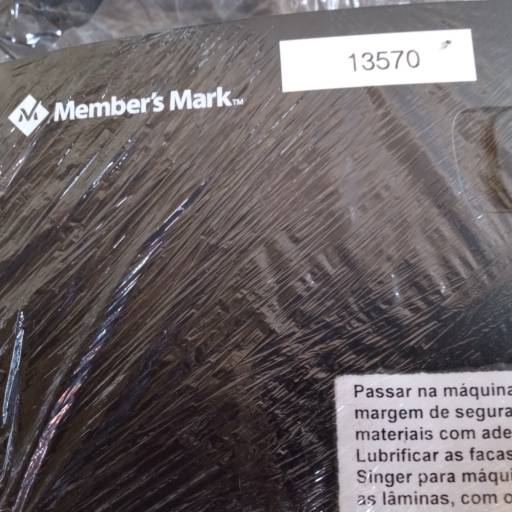 13570
Member's Mark™
Passar na máquina
margem de segura
materiais com ade
Lubrificar as facas
Singer para máqui
as lâminas, com o